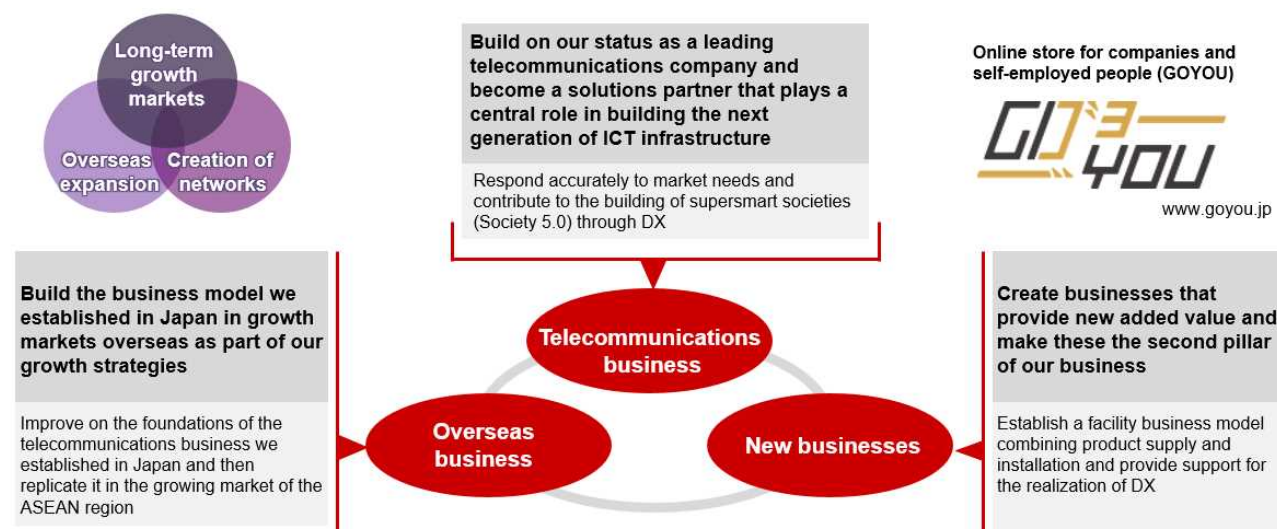 Long-term
growth
markets
Overseas
expansion
Creation of
networks
Build on our status as a leading
telecommunications company and
become a solutions partner that plays a
central role in building the next
generation of ICT infrastructure
Respond accurately to market needs and
contribute to the building of supersmart societies
(Society 5.0) through DX
Online store for companies and
self-employed people (GOYOU)
GO
YOU
www.goyou.jp
Build the business model we
established in Japan in growth
markets overseas as part of our
growth strategies
Improve on the foundations of the
telecommunications business we
established in Japan and then
replicate it in the growing market of the
ASEAN region
Telecommunications
business
Overseas
business
New businesses
Create businesses that
provide new added value and
make these the second pillar
of our business
Establish a facility business model
combining product supply and
installation and provide support for
the realization of DX